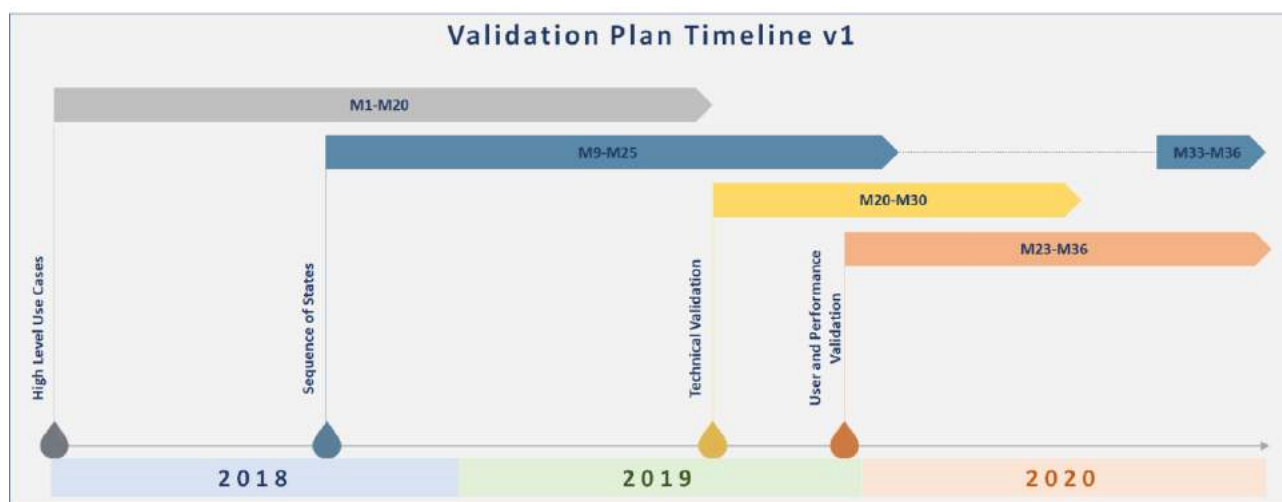 Validation Plan Timeline v1
M1-M20
M9-M25
M33-M36
M20-M30
M23-M36
High Level Use Cases
Sequence of States
Technical Validation
User and Performance
Validation
2018
2019
2020